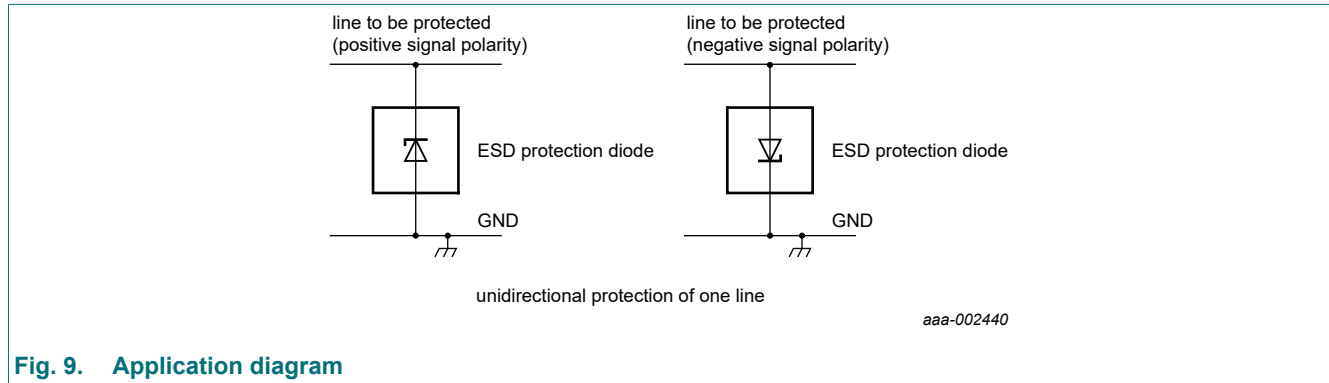 line to be protected
(positive signal polarity)
line to be protected
(negative signal polarity)
ESD protection diode
ESD protection diode
GND
GND
unidirectional protection of one line
aaa-002440
Fig. 9. Application diagram